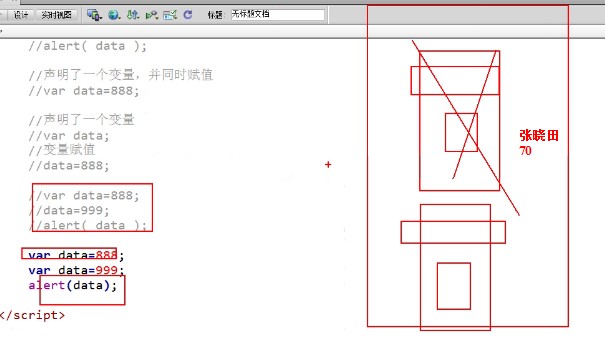 设计 实时视图 标题: 无标题文档
//alert( data );
//声明了一个变量，并同时赋值
//var data=888;
//声明了一个变量
//var data;
//变量赋值
//data=888;
//var data=888;
//data=999;
//alert( data );
var data=888;
var data=999;
alert(data);
</script>
张晓田
70